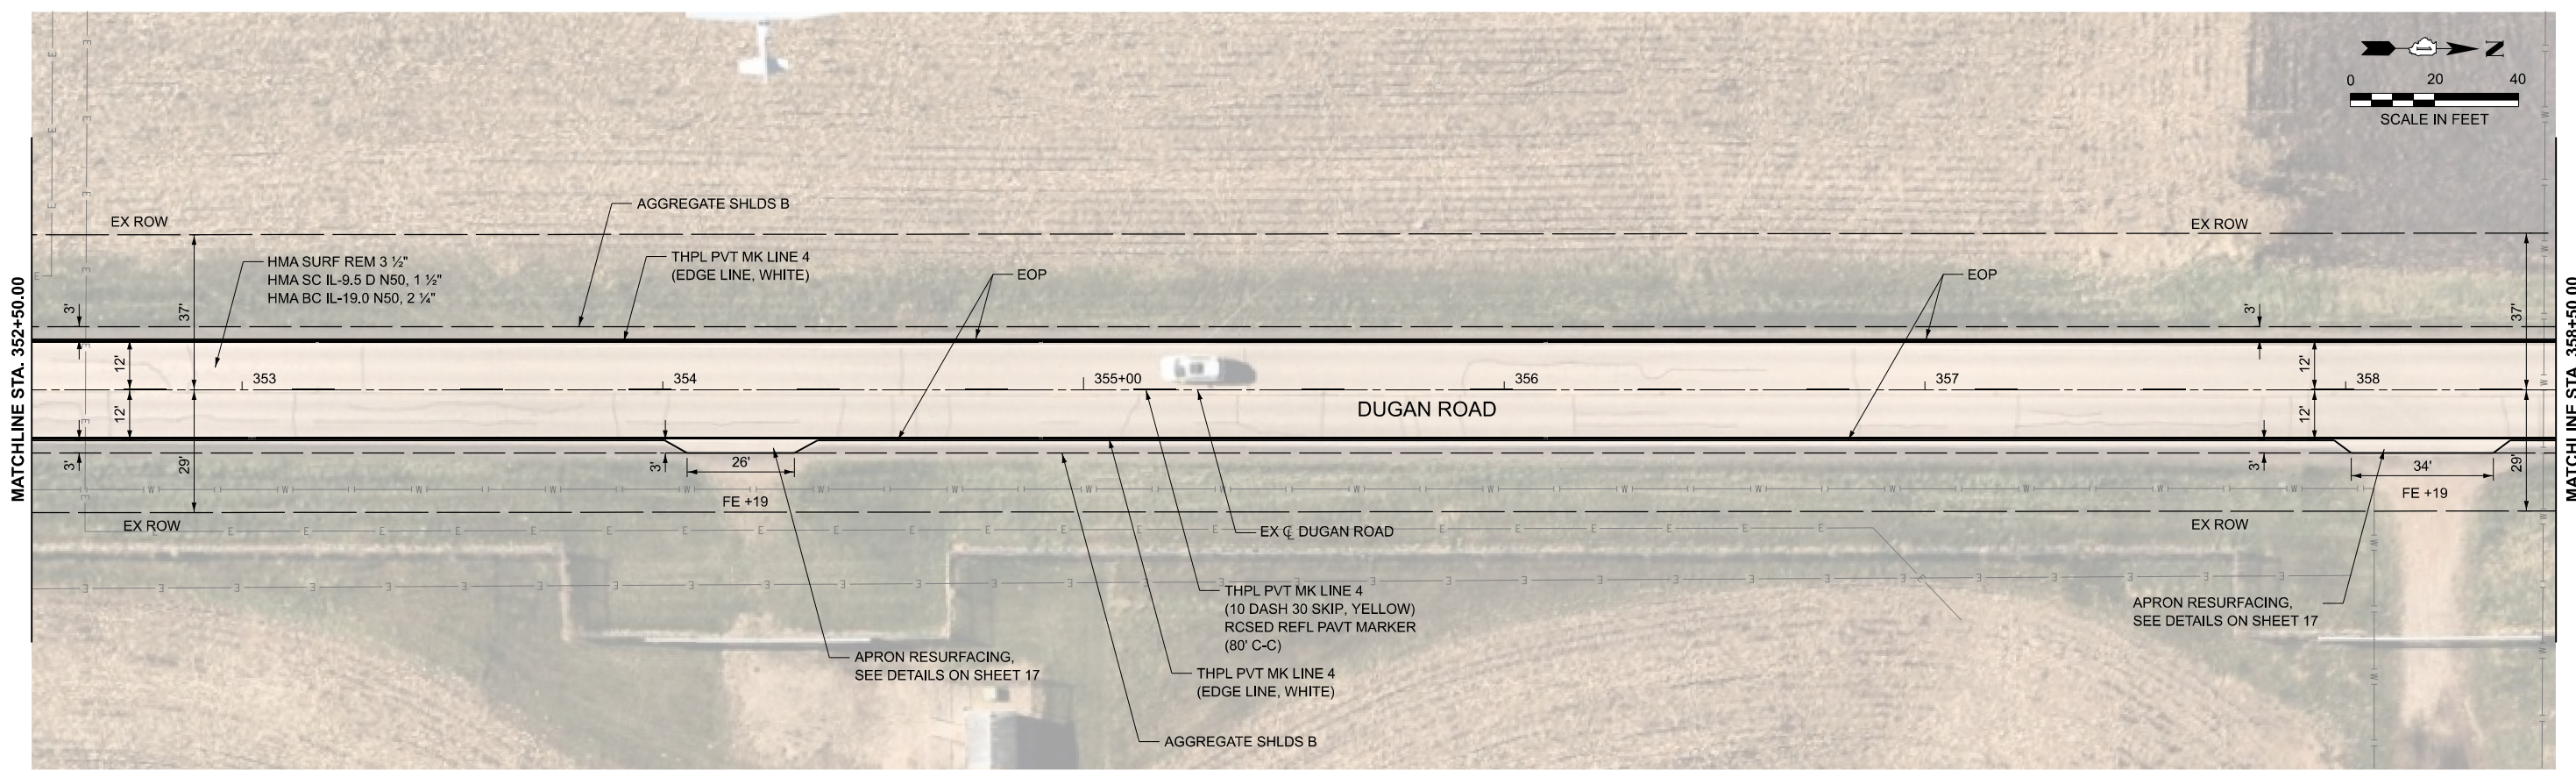 N
0 20 40
SCALE IN FEET
MATCHLINE STA. 352+50.00
MATCHLINE STA. 358+50.00
EX ROW
EX ROW
AGGREGATE SHLDS B
HMA SURF REM 3 ½"
HMA SC IL-9.5 D N50, 1 ½"
HMA BC IL-19.0 N50, 2 ¼"
THPL PVT MK LINE 4
(EDGE LINE, WHITE)
EOP
EOP
3'
37'
3'
37'
12'
12'
353 354 355+00 356 357 358
DUGAN ROAD
12'
12'
3'
29'
3'
26'
3'
34'
29'
FE +19
FE +19
EX ROW
EX ROW
EX ℄ DUGAN ROAD
THPL PVT MK LINE 4
(10 DASH 30 SKIP, YELLOW)
RCSED REFL PAVT MARKER
(80' C-C)
APRON RESURFACING,
SEE DETAILS ON SHEET 17
APRON RESURFACING,
SEE DETAILS ON SHEET 17
THPL PVT MK LINE 4
(EDGE LINE, WHITE)
AGGREGATE SHLDS B